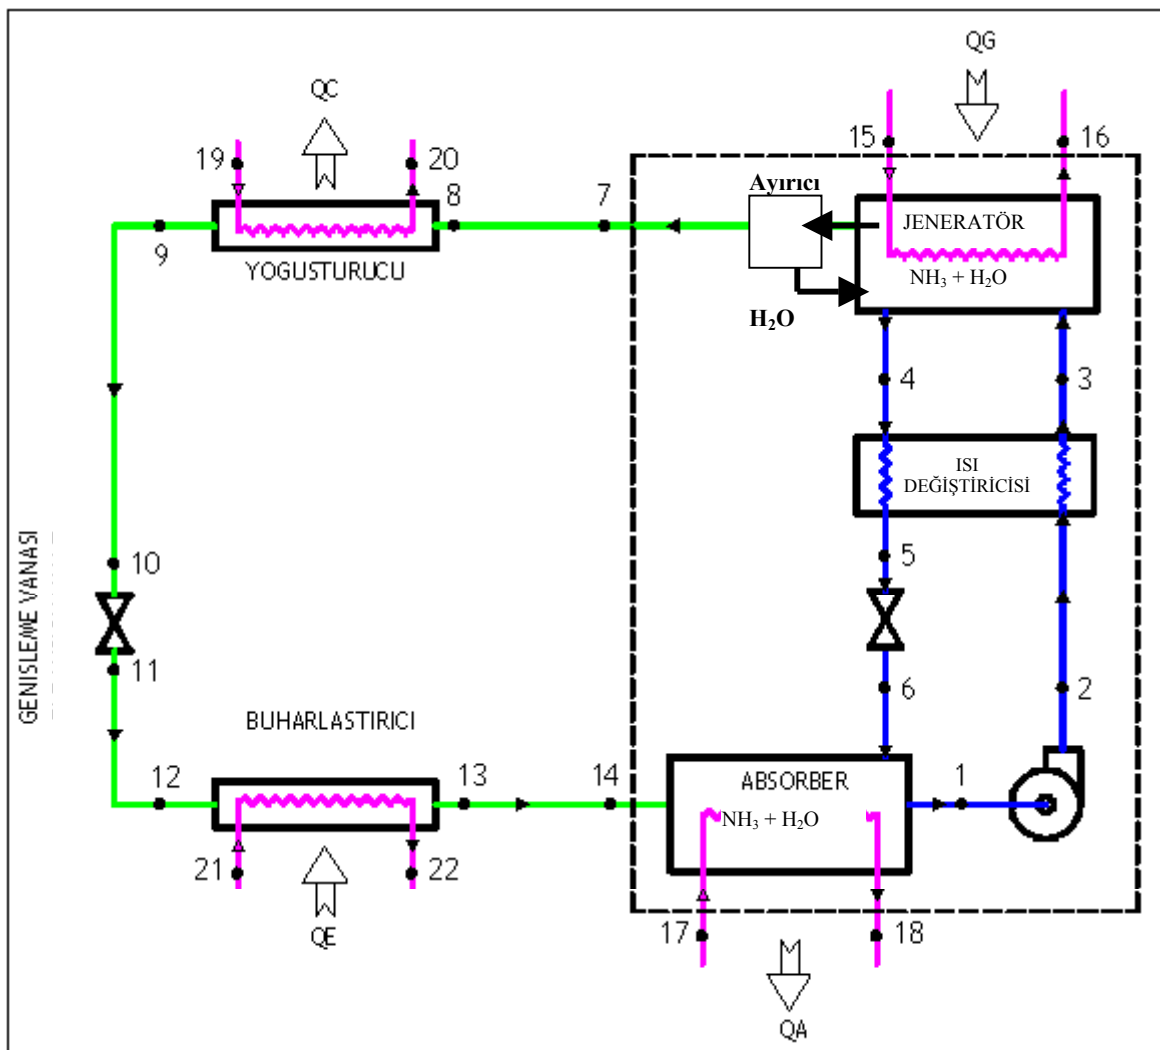 QG
QC
15
16
19
20
8
7
Ayırıcı
JENERATÖR
NH₃ + H₂O
9
YOGUSTURUCU
H₂O
4
3
ISI
DEĞİŞTİRİCİSİ
10
5
GENISLEME VANASI
11
6
2
BUHARLASTIRICI
12
13
14
ABSORBER
1
NH₃ + H₂O
21
22
QE
17
18
QA